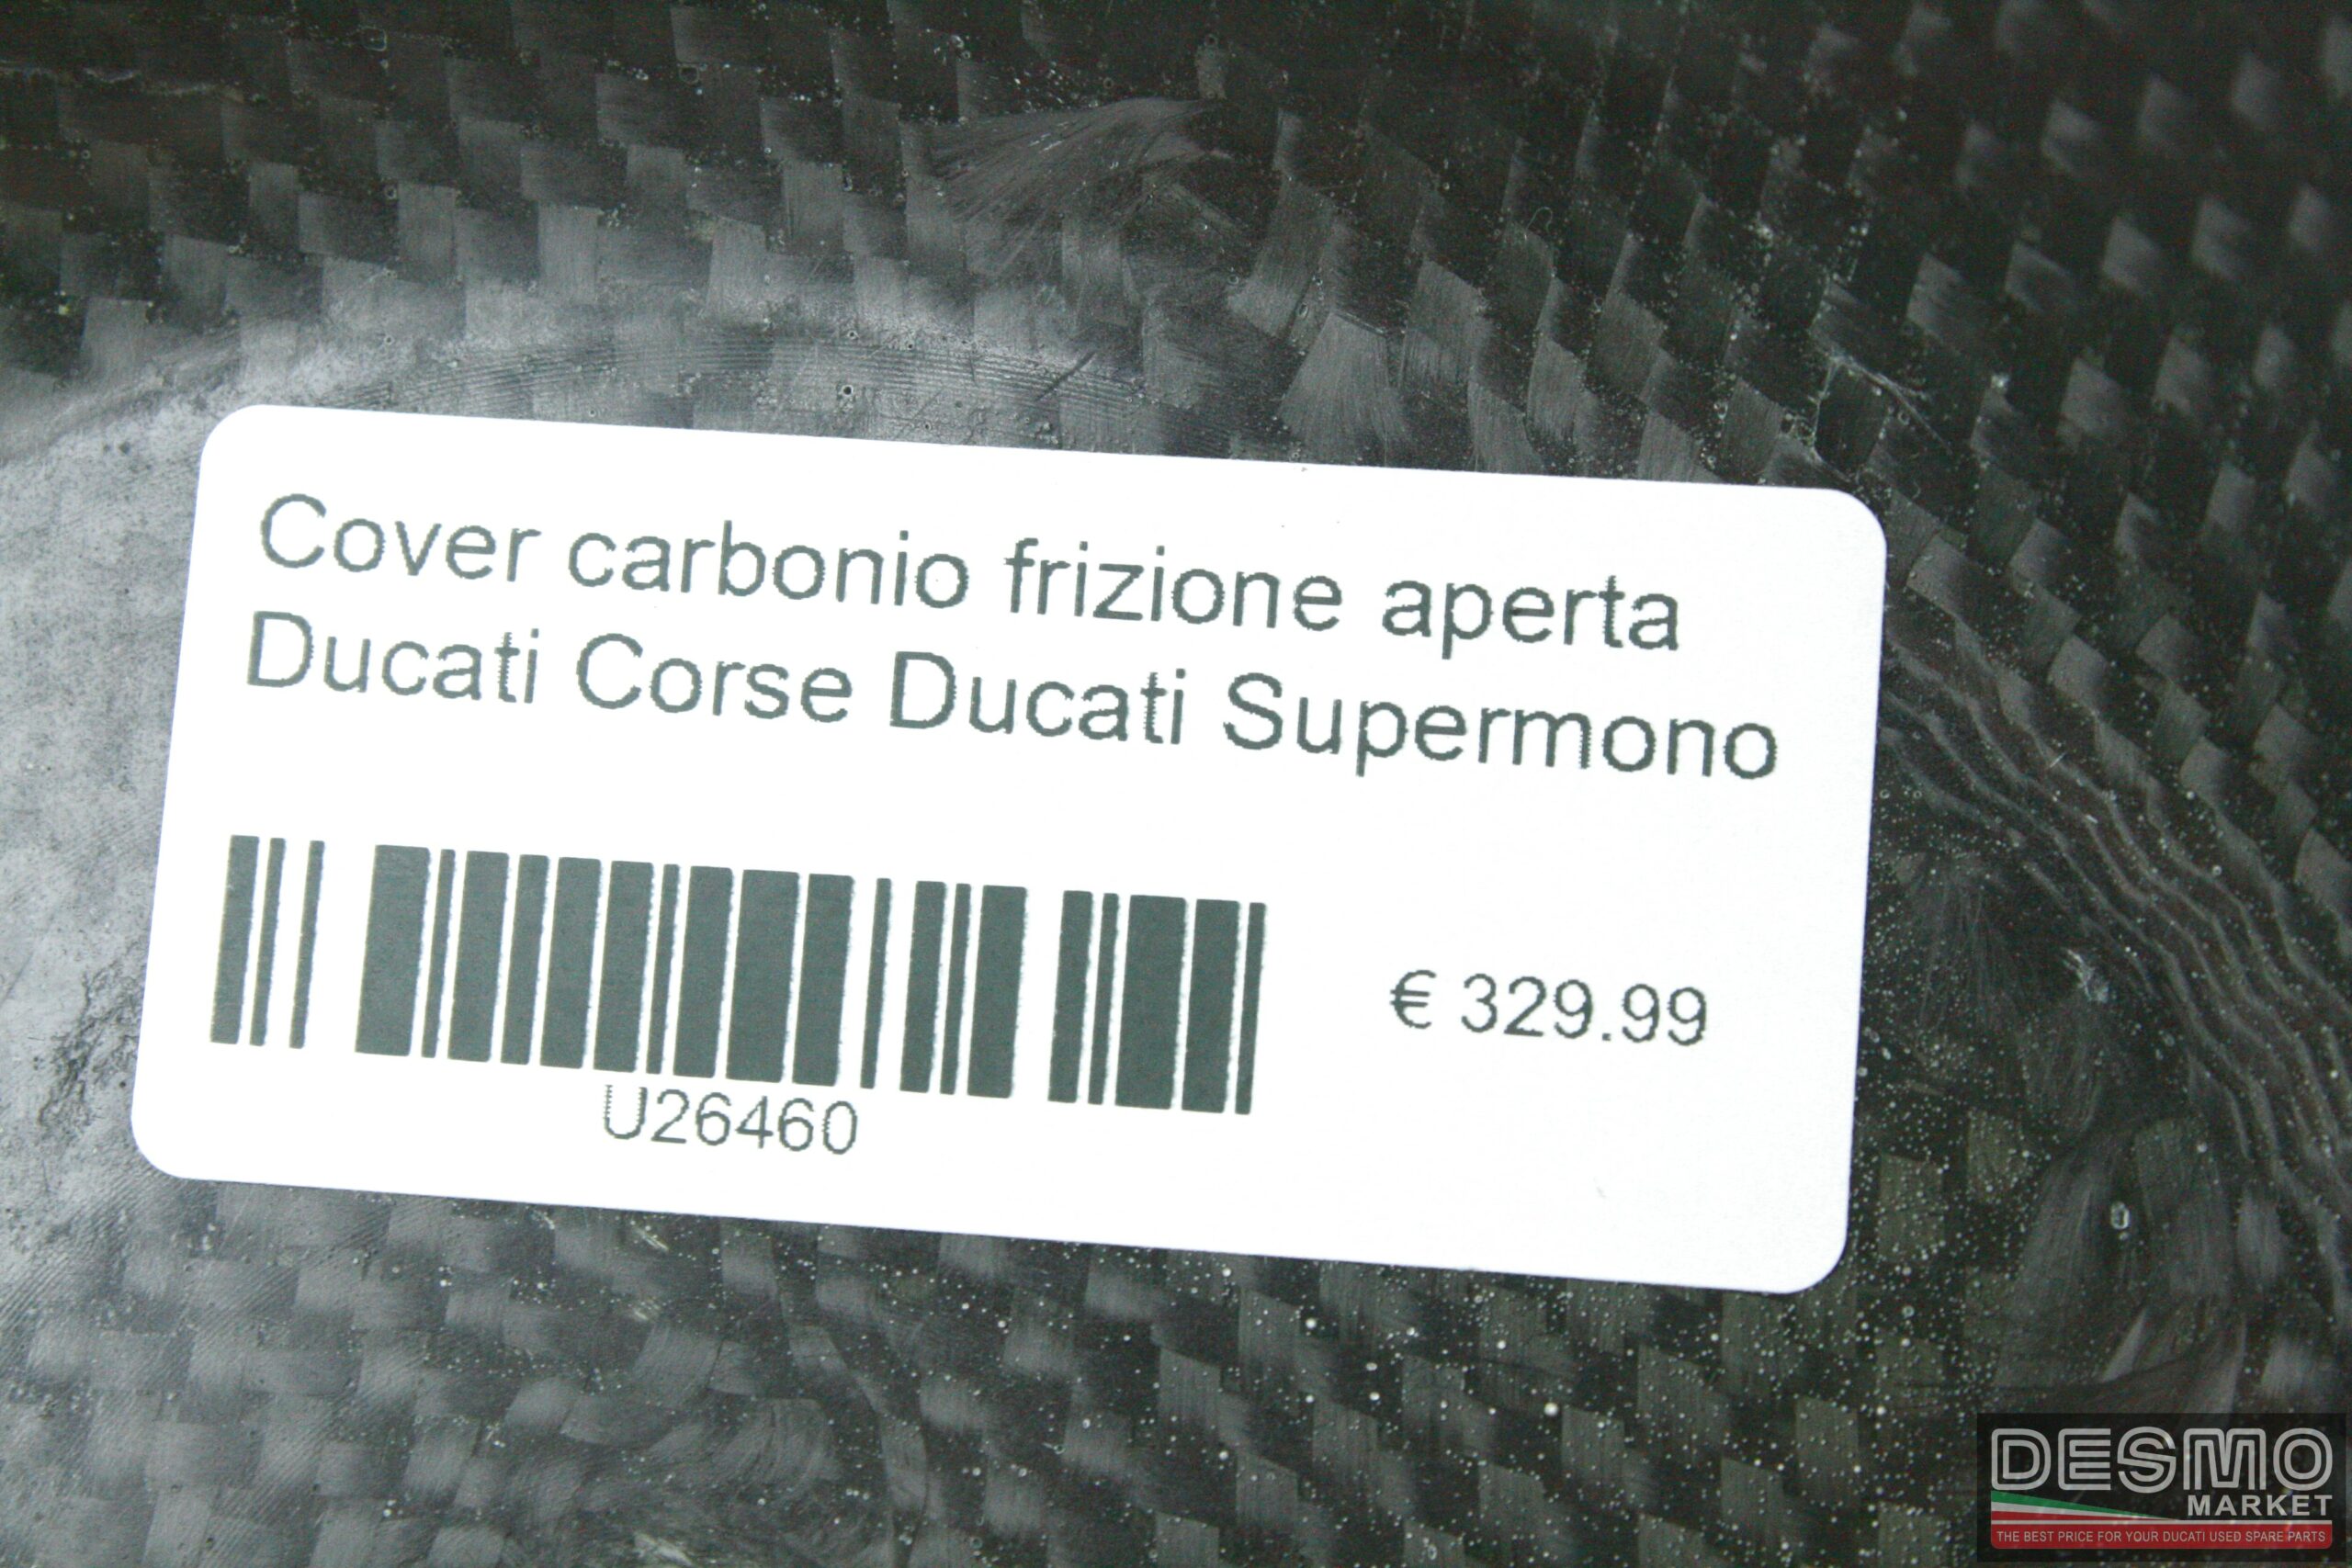 Cover carbonio frizione aperta
Ducati Corse Ducati Supermono
€ 329.99
U26460
DESMO
MARKET
THE BEST PRICE FOR YOUR DUCATI USED SPARE PARTS